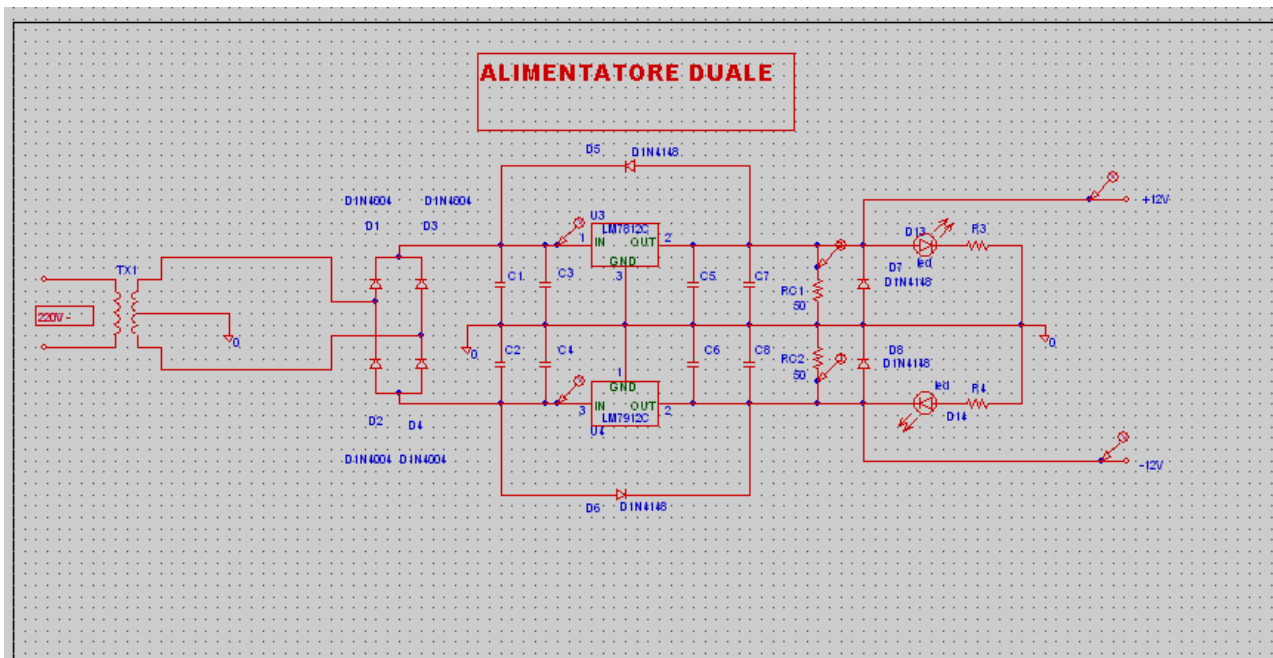 ALIMENTATORE DUALE
D5
D1N4148
D1N4004 D1N4004
D1 D3
TX1
220V~
0
U3
LM7812C
1 IN OUT 2
GND
3
C1 C3 C5 C7
RC1
50
D13
led
R3
D7
D1N4148
+12V
0
0
C2 C4 C6 C8
RC2
50
D8
D1N4148
led R4
D14
1
GND
3 IN OUT 2
LM7912C
U4
D2 D4
D1N4004 D1N4004
D6 D1N4148
-12V